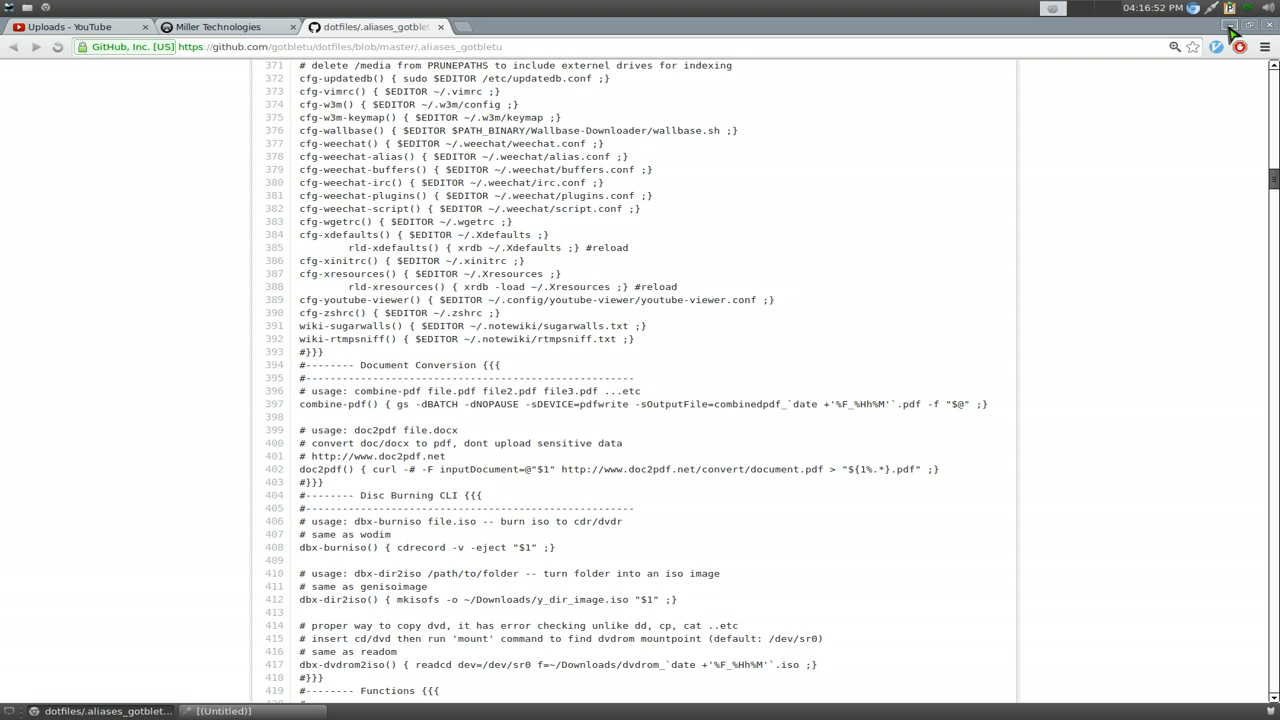 04:16:52 PM
Uploads - YouTube
Miller Technologies
dotfiles/.aliases_gotbletu
GitHub, Inc. [US] https://github.com/gotbletu/dotfiles/blob/master/.aliases_gotbletu
371 # delete /media from PRUNEPATHS to include external drives for indexing
372 cfg-updatedb() { sudo $EDITOR /etc/updatedb.conf ;}
373 cfg-vimrc() { $EDITOR ~/.vimrc ;}
374 cfg-w3m() { $EDITOR ~/.w3m/config ;}
375 cfg-w3m-keymap() { $EDITOR ~/.w3m/keymap ;}
376 cfg-wallbase() { $EDITOR $PATH_BINARY/Wallbase-Downloader/wallbase.sh ;}
377 cfg-weechat() { $EDITOR ~/.weechat/weechat.conf ;}
378 cfg-weechat-alias() { $EDITOR ~/.weechat/alias.conf ;}
379 cfg-weechat-buffers() { $EDITOR ~/.weechat/buffers.conf ;}
380 cfg-weechat-irc() { $EDITOR ~/.weechat/irc.conf ;}
381 cfg-weechat-plugins() { $EDITOR ~/.weechat/plugins.conf ;}
382 cfg-weechat-script() { $EDITOR ~/.weechat/script.conf ;}
383 cfg-wgetrc() { $EDITOR ~/.wgetrc ;}
384 cfg-xdefaults() { $EDITOR ~/.Xdefaults ;}
385 rld-xdefaults() { xrdb ~/.Xdefaults ;} #reload
386 cfg-xinitrc() { $EDITOR ~/.xinitrc ;}
387 cfg-xresources() { $EDITOR ~/.Xresources ;}
388 rld-xresources() { xrdb -load ~/.Xresources ;} #reload
389 cfg-youtube-viewer() { $EDITOR ~/.config/youtube-viewer/youtube-viewer.conf ;}
390 cfg-zshrc() { $EDITOR ~/.zshrc ;}
391 wiki-sugarwalls() { $EDITOR ~/.notewiki/sugarwalls.txt ;}
392 wiki-rtmpsniff() { $EDITOR ~/.notewiki/rtmpsniff.txt ;}
393 #}}}
394 #-------- Document Conversion {{{
395 #------------------------------------------------------
396 # usage: combine-pdf file.pdf file2.pdf file3.pdf ...etc
397 combine-pdf() { gs -dBATCH -dNOPAUSE -sDEVICE=pdfwrite -sOutputFile=combinedpdf_`date +'%F_%Hh%M'`.pdf -f "$@" ;}
398
399 # usage: doc2pdf file.docx
400 # convert doc/docx to pdf, dont upload sensitive data
401 # http://www.doc2pdf.net
402 doc2pdf() { curl -# -F inputDocument=@"$1" http://www.doc2pdf.net/convert/document.pdf > "${1%.*}.pdf" ;}
403 #}}}
404 #-------- Disc Burning CLI {{{
405 #------------------------------------------------------
406 # usage: dbx-burniso file.iso -- burn iso to cdr/dvdr
407 # same as wodim
408 dbx-burniso() { cdrecord -v -eject "$1" ;}
409
410 # usage: dbx-dir2iso /path/to/folder -- turn folder into an iso image
411 # same as genisoimage
412 dbx-dir2iso() { mkisofs -o ~/Downloads/y_dir_image.iso "$1" ;}
413
414 # proper way to copy dvd, it has error checking unlike dd, cp, cat ..etc
415 # insert cd/dvd then run 'mount' command to find dvdrom mountpoint (default: /dev/sr0)
416 # same as readom
417 dbx-dvdrom2iso() { readcd dev=/dev/sr0 f=~/Downloads/dvdrom_`date +'%F_%Hh%M'`.iso ;}
418 #}}}
419 #-------- Functions {{{
dotfiles/.aliases_gotblet...
[(Untitled)]